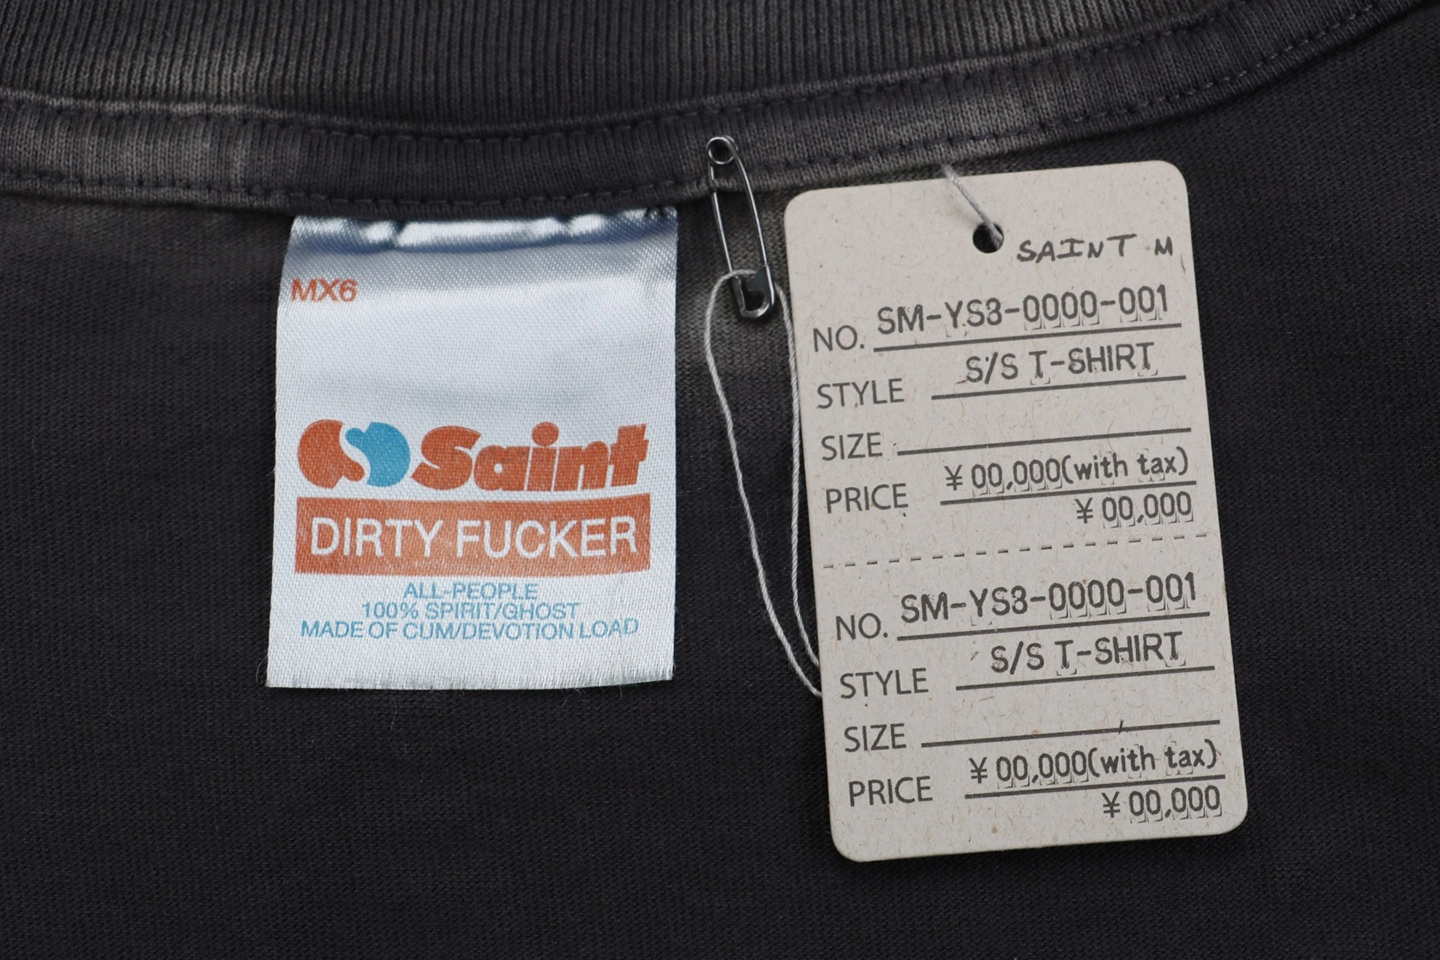 MX6
Saint
DIRTY FUCKER
ALL-PEOPLE
100% SPIRIT/GHOST
MADE OF CUM/DEVOTION LOAD
SAINT M
NO. SM-YS3-0000-001
STYLE S/S T-SHIRT
SIZE
PRICE ¥00,000(with tax)
¥00,000
NO. SM-YS3-0000-001
STYLE S/S T-SHIRT
SIZE
PRICE ¥00,000(with tax)
¥00,000